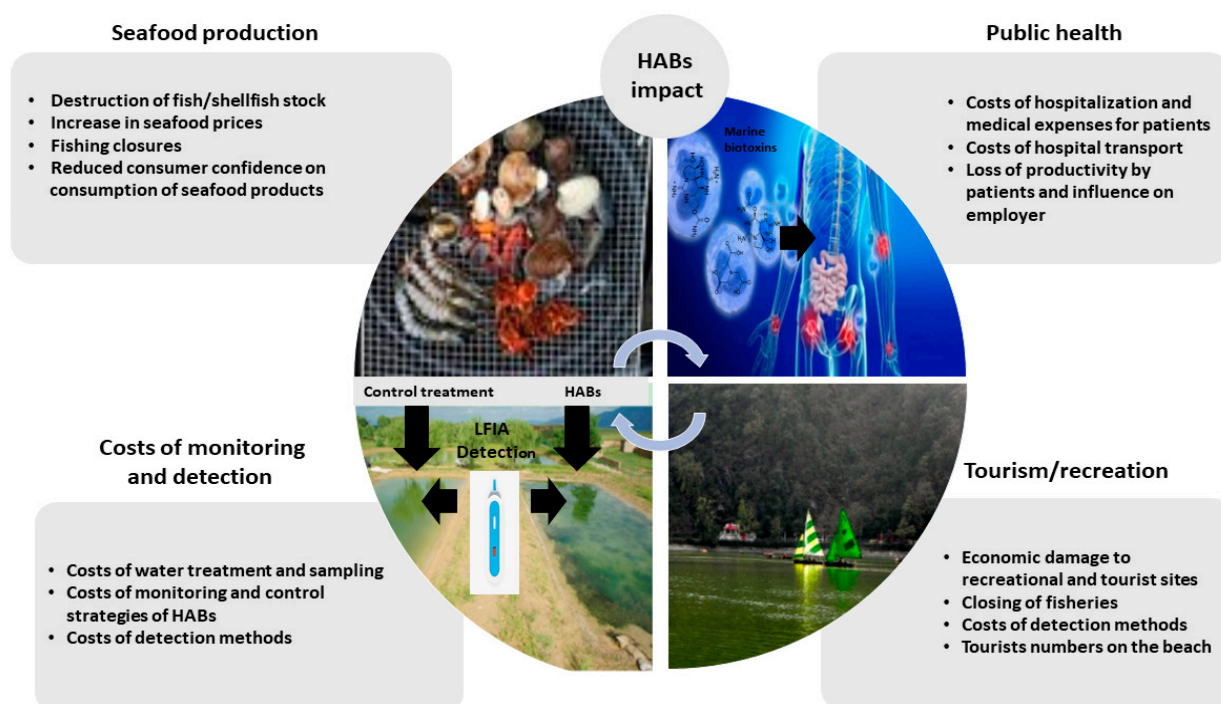 Seafood production
• Destruction of fish/shellfish stock
• Increase in seafood prices
• Fishing closures
• Reduced consumer confidence on
consumption of seafood products
HABs
impact
Public health
• Costs of hospitalization and
medical expenses for patients
• Costs of hospital transport
• Loss of productivity by
patients and influence on
employer
Marine
biotoxins
Control treatment
HABs
LFIA
Detection
Costs of monitoring
and detection
• Costs of water treatment and sampling
• Costs of monitoring and control
strategies of HABs
• Costs of detection methods
Tourism/recreation
• Economic damage to
recreational and tourist sites
• Closing of fisheries
• Costs of detection methods
• Tourists numbers on the beach